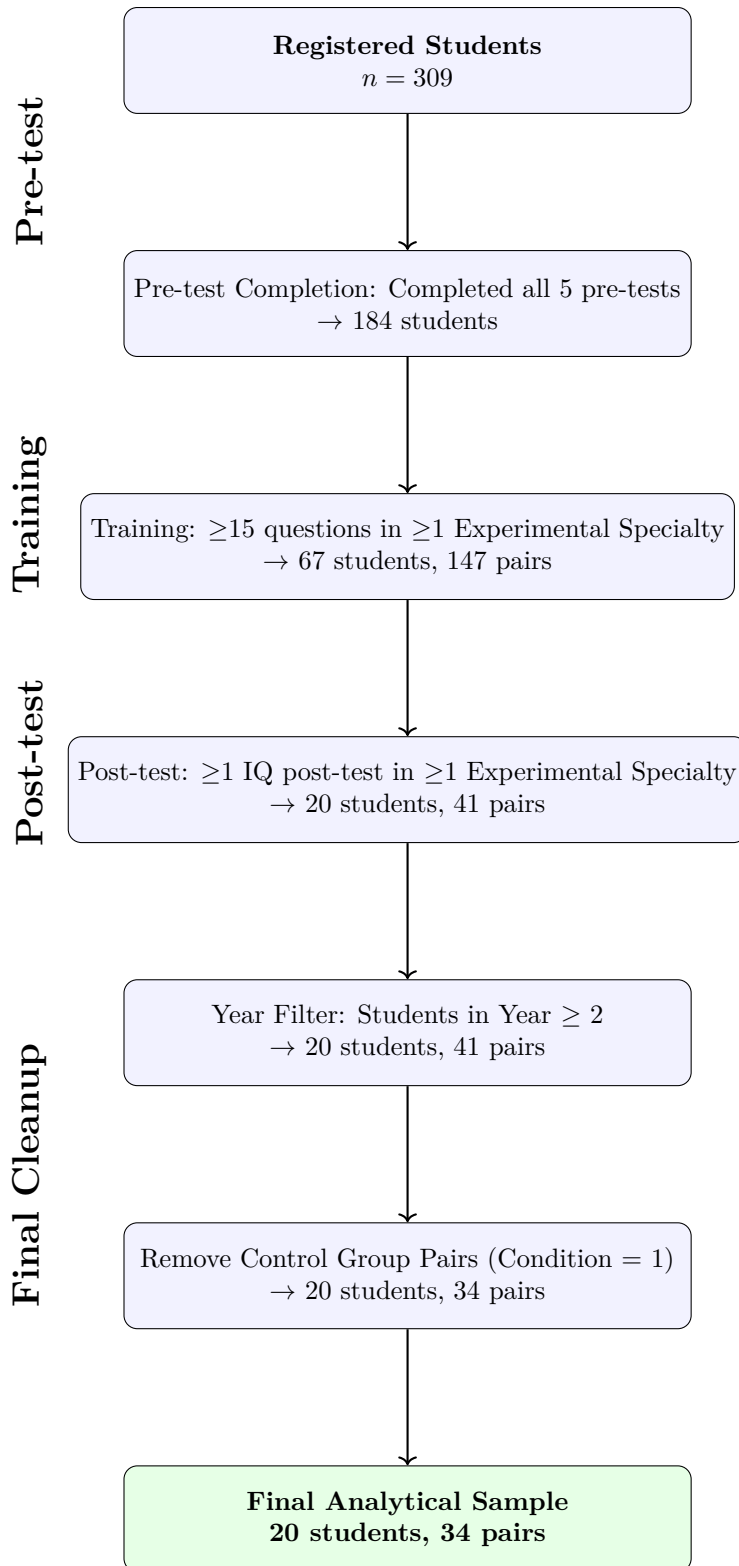 Pre-test
Registered Students
n = 309
Pre-test Completion: Completed all 5 pre-tests
→ 184 students
Training
Training: ≥15 questions in ≥1 Experimental Specialty
→ 67 students, 147 pairs
Post-test
Post-test: ≥1 IQ post-test in ≥1 Experimental Specialty
→ 20 students, 41 pairs
Final Cleanup
Year Filter: Students in Year ≥ 2
→ 20 students, 41 pairs
Remove Control Group Pairs (Condition = 1)
→ 20 students, 34 pairs
Final Analytical Sample
20 students, 34 pairs